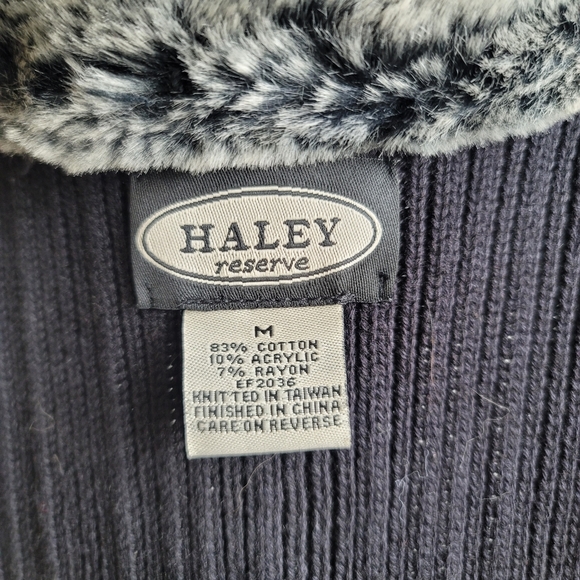 HALEY
reserve
M
83% COTTON
10% ACRYLIC
7% RAYON
EF2036
KNITTED IN TAIWAN
FINISHED IN CHINA
CARE ON REVERSE